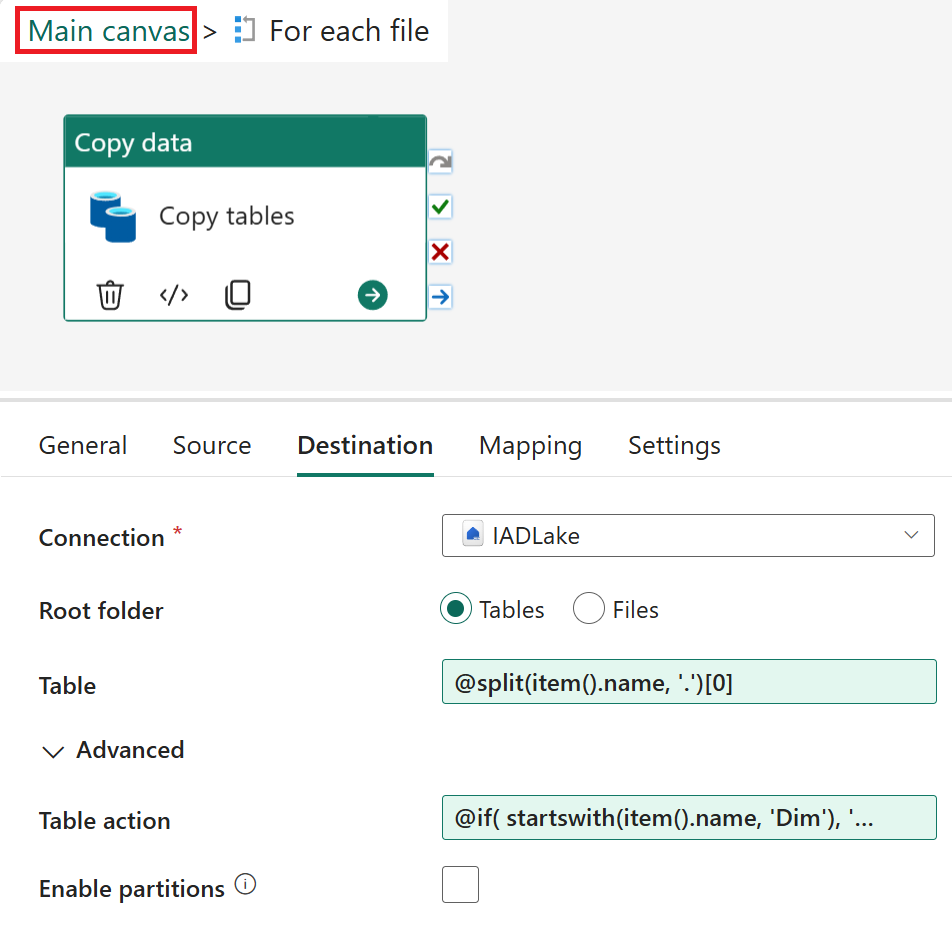 Main canvas > For each file
Copy data
Copy tables
General Source Destination Mapping Settings
Connection * IADLake
Root folder Tables Files
Table @split(item().name, '.')[0]
Advanced
Table action @if( startswith(item().name, 'Dim'), '...
Enable partitions